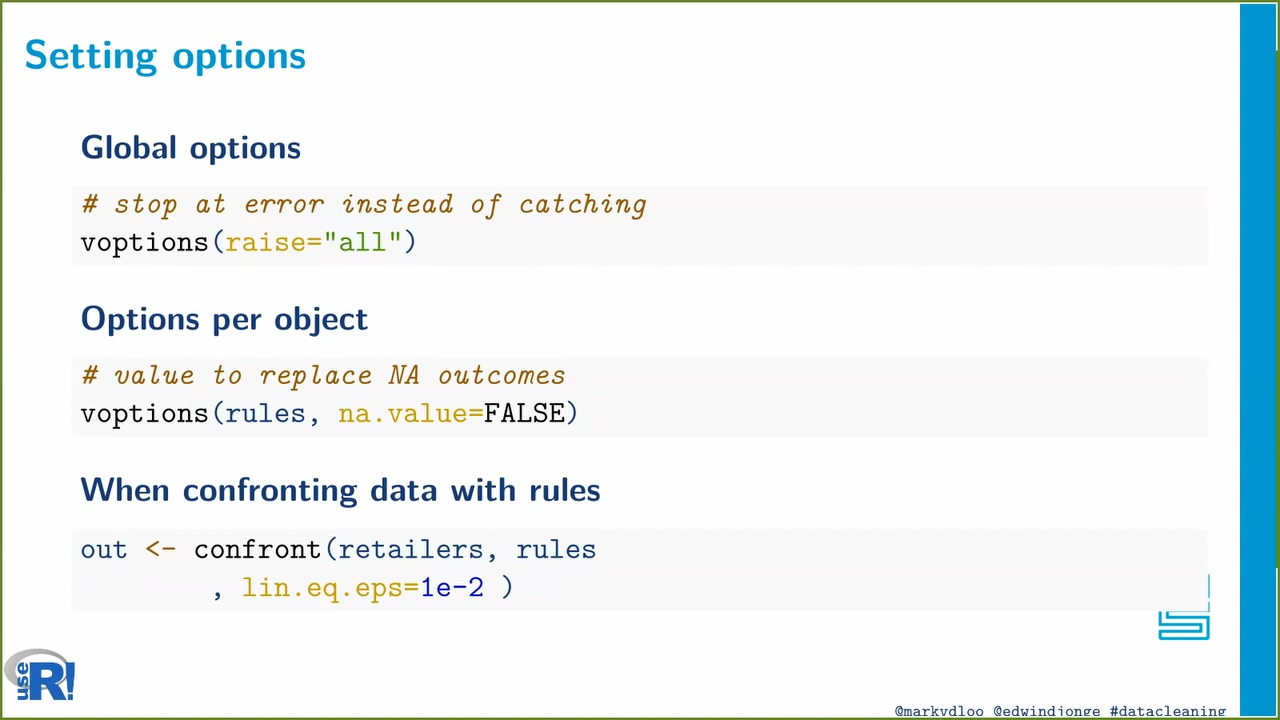 Setting options
Global options
# stop at error instead of catching
voptions(raise="all")
Options per object
# value to replace NA outcomes
voptions(rules, na.value=FALSE)
When confronting data with rules
out <- confront(retailers, rules
, lin.eq.eps=1e-2 )
use R!
@markvdloo @edwindjonge #datacleaning